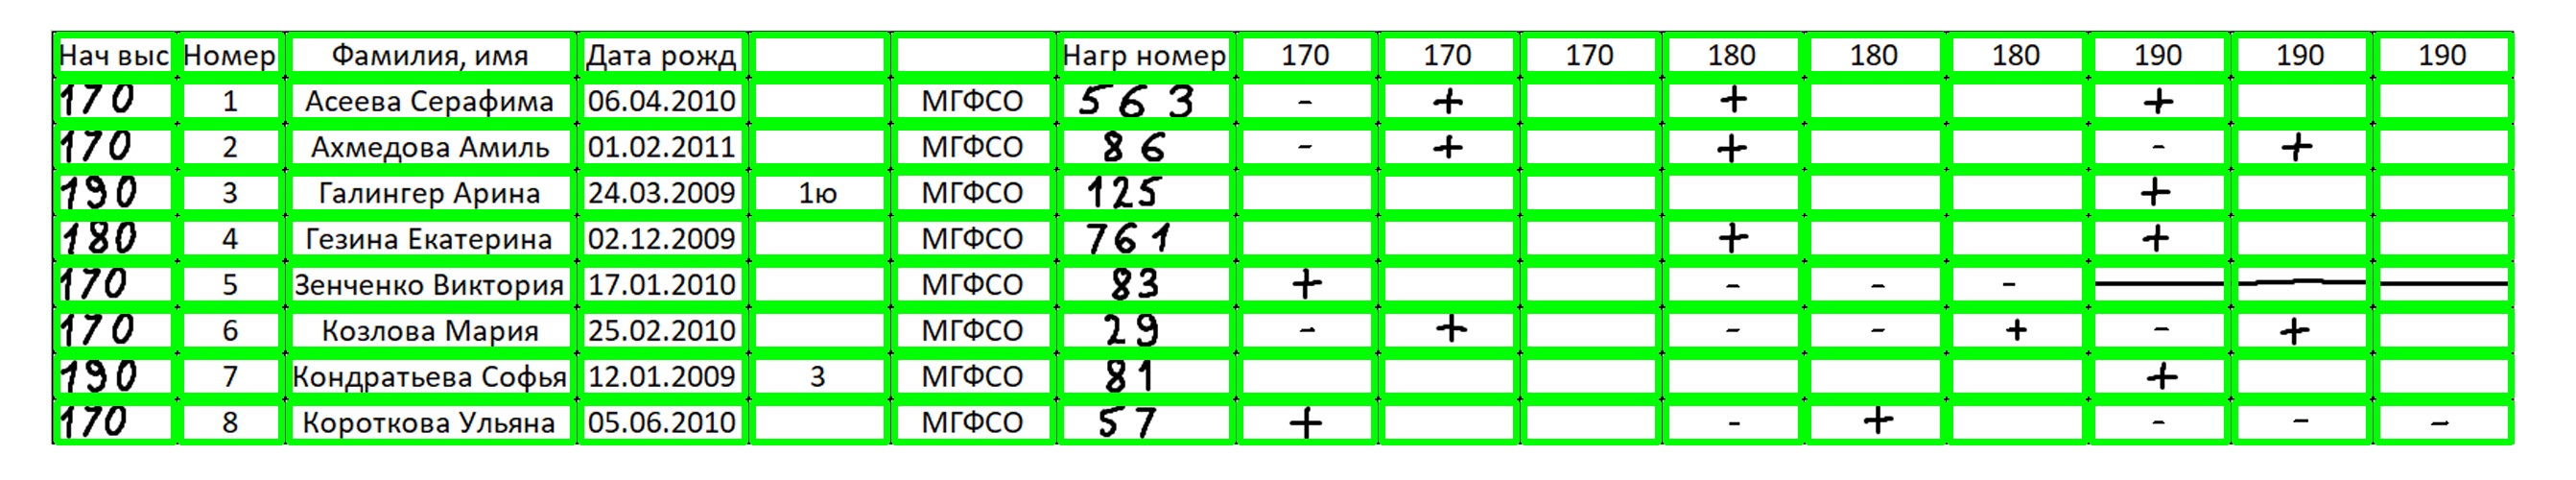 Нач выс Номер Фамилия, имя Дата рожд Нагр номер 170 170 170 180 180 180 190 190 190
170 1 Асеева Серафима 06.04.2010 МГФСО 563 - + + +
170 2 Ахмедова Амиль 01.02.2011 МГФСО 86 - + + - +
190 3 Галингер Арина 24.03.2009 1ю МГФСО 125 +
180 4 Гезина Екатерина 02.12.2009 МГФСО 761 + +
170 5 Зенченко Виктория 17.01.2010 МГФСО 83 + - - - — — —
170 6 Козлова Мария 25.02.2010 МГФСО 29 - + - - + - +
190 7 Кондратьева Софья 12.01.2009 3 МГФСО 81 +
170 8 Короткова Ульяна 05.06.2010 МГФСО 57 + - + - - -